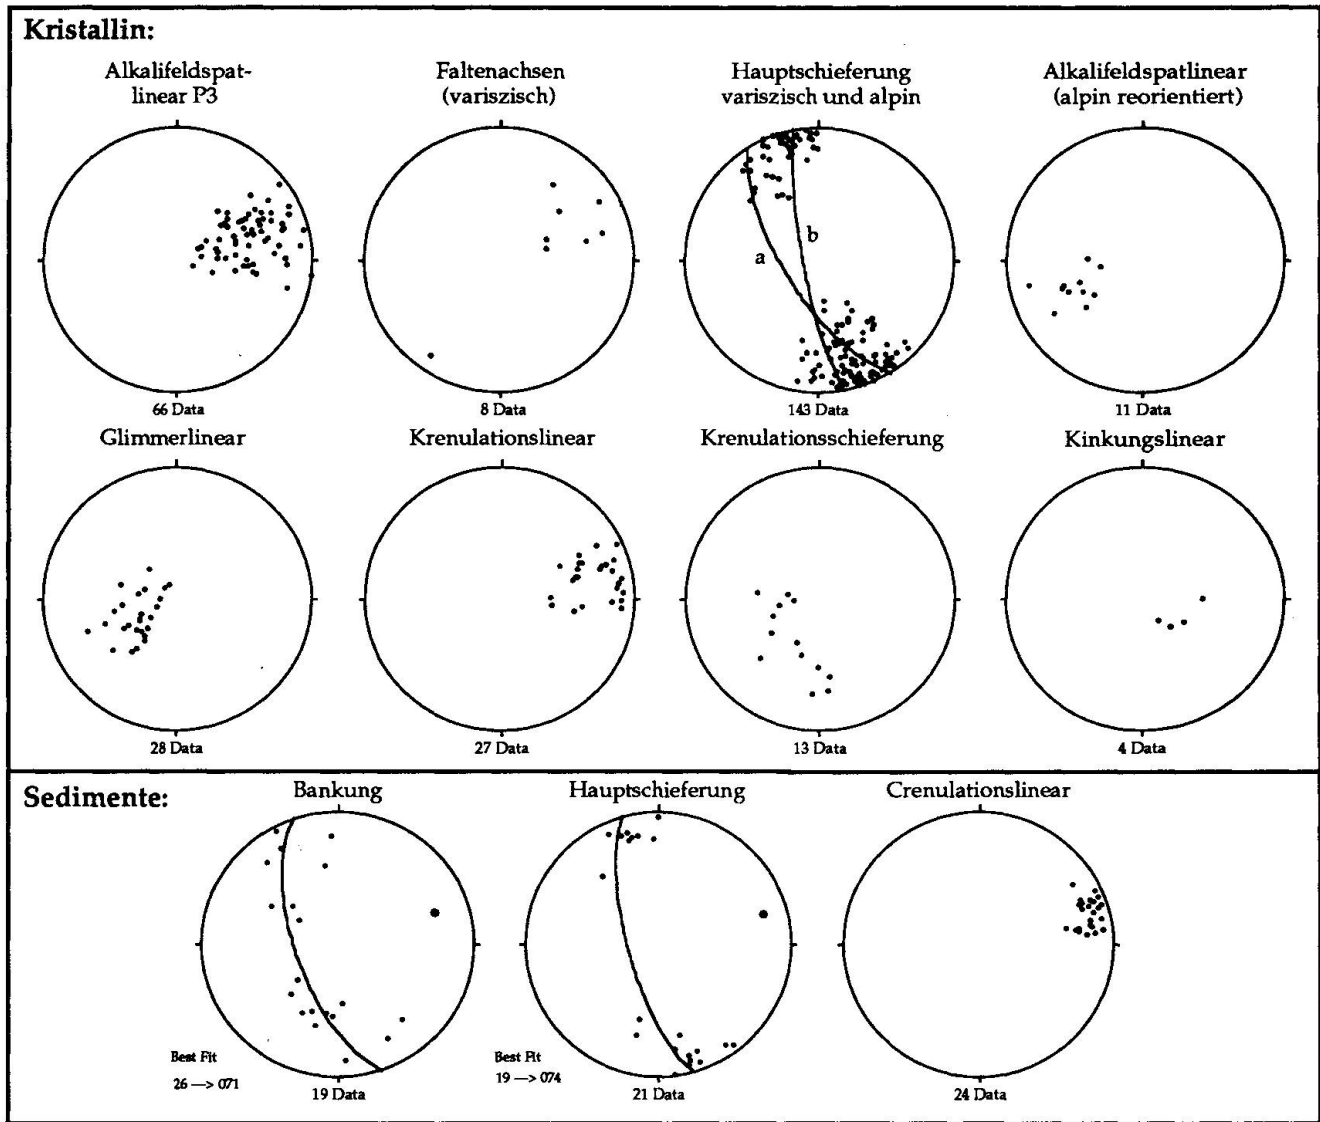 Kristallin:
Alkalifeldspat-
linear P3
Faltenachsen
(variszisch)
Hauptschieferung
variszisch und alpin
Alkalifeldspatlinear
(alpin reorientiert)
a
b
66 Data
8 Data
143 Data
11 Data
Glimmerlinear
Krenulationslinear
Krenulationsschieferung
Kinkungslinear
28 Data
27 Data
13 Data
4 Data
Sedimente:
Bankung
Hauptschieferung
Crenulationslinear
Best Fit
26 —> 071
19 Data
Best Fit
19 —> 074
21 Data
24 Data